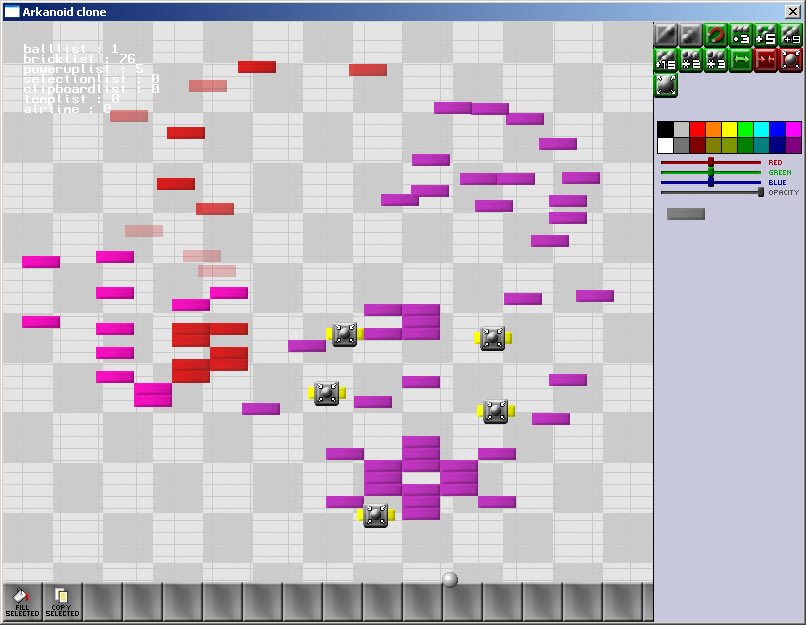 Arkanoid clone
balllist : 1
bricklist : 76
poweruplist : 5
selectionlist : 0
clipboardlist : 0
templist : 0
airtime : 0
+3 +5 +9
+15 *2 *3
RED
GREEN
BLUE
OPACITY
FILL
SELECTED
COPY
SELECTED